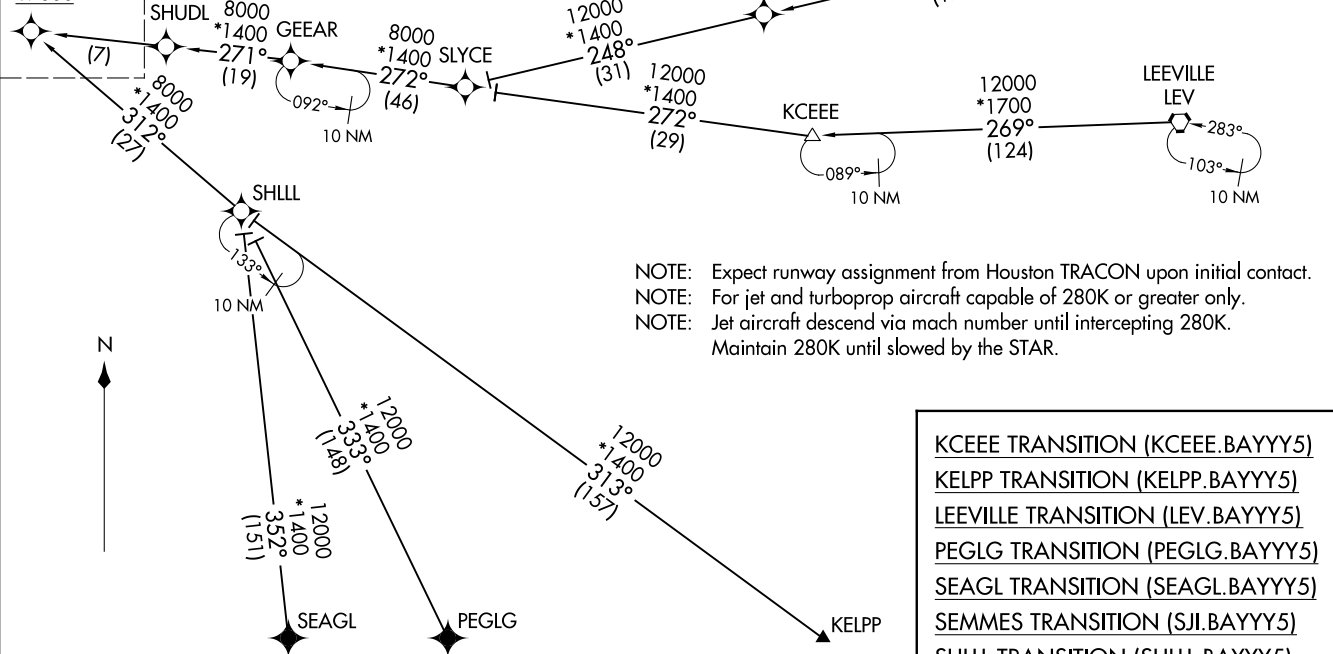 SHUDL
8000
*1400
271°
(19)
GEEAR
8000
*1400
272°
(46)
SLYCE
12000
*1400
248°
(31)
(7)
12000
*1400
272°
(29)
KCEEE
12000
*1700
269°
(124)
LEEVILLE
LEV
283°
103°
10 NM
089°
10 NM
092°
10 NM
8000
*1400
312°
(27)
SHLLL
133°
10 NM
NOTE: Expect runway assignment from Houston TRACON upon initial contact.
NOTE: For jet and turboprop aircraft capable of 280K or greater only.
NOTE: Jet aircraft descend via mach number until intercepting 280K.
Maintain 280K until slowed by the STAR.
N
12000
*1400
352°
(151)
12000
*1400
333°
(148)
12000
*1400
313°
(157)
SEAGL
PEGLG
KELPP
KCEEE TRANSITION (KCEEE.BAYYY5)
KELPP TRANSITION (KELPP.BAYYY5)
LEEVILLE TRANSITION (LEV.BAYYY5)
PEGLG TRANSITION (PEGLG.BAYYY5)
SEAGL TRANSITION (SEAGL.BAYYY5)
SEMMES TRANSITION (SJI.BAYYY5)
SHLLL TRANSITION (SHLLL.BAYYY5)